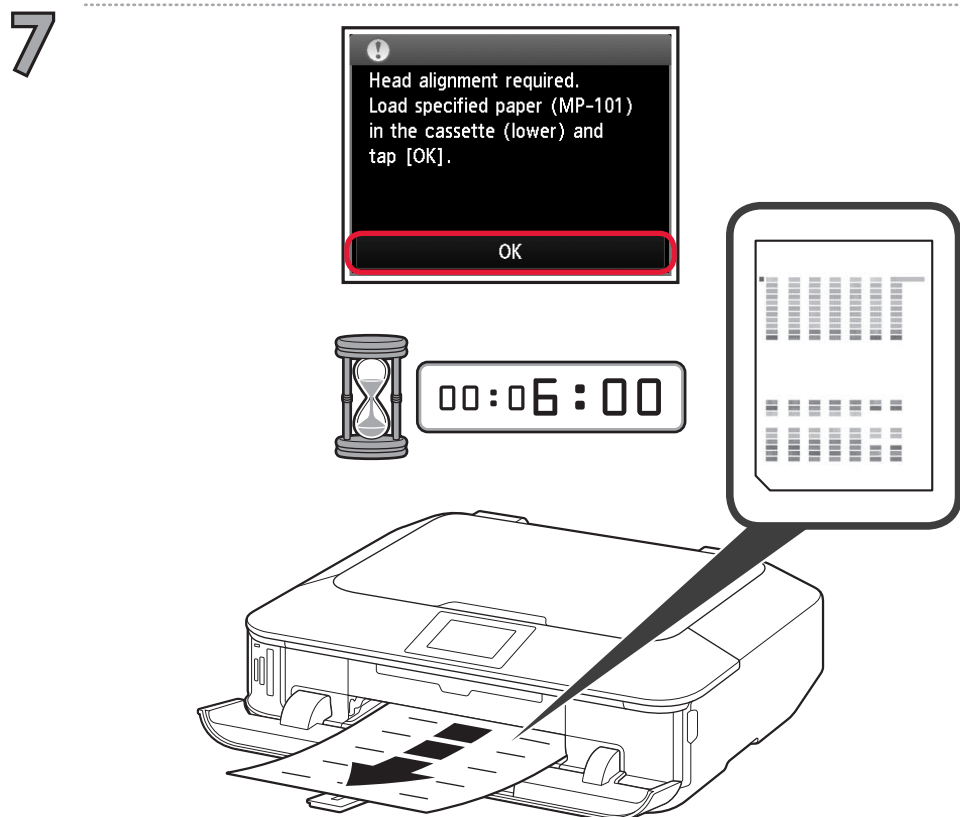 7
Head alignment required.
Load specified paper (MP-101)
in the cassette (lower) and
tap [OK].
OK
00:06:00